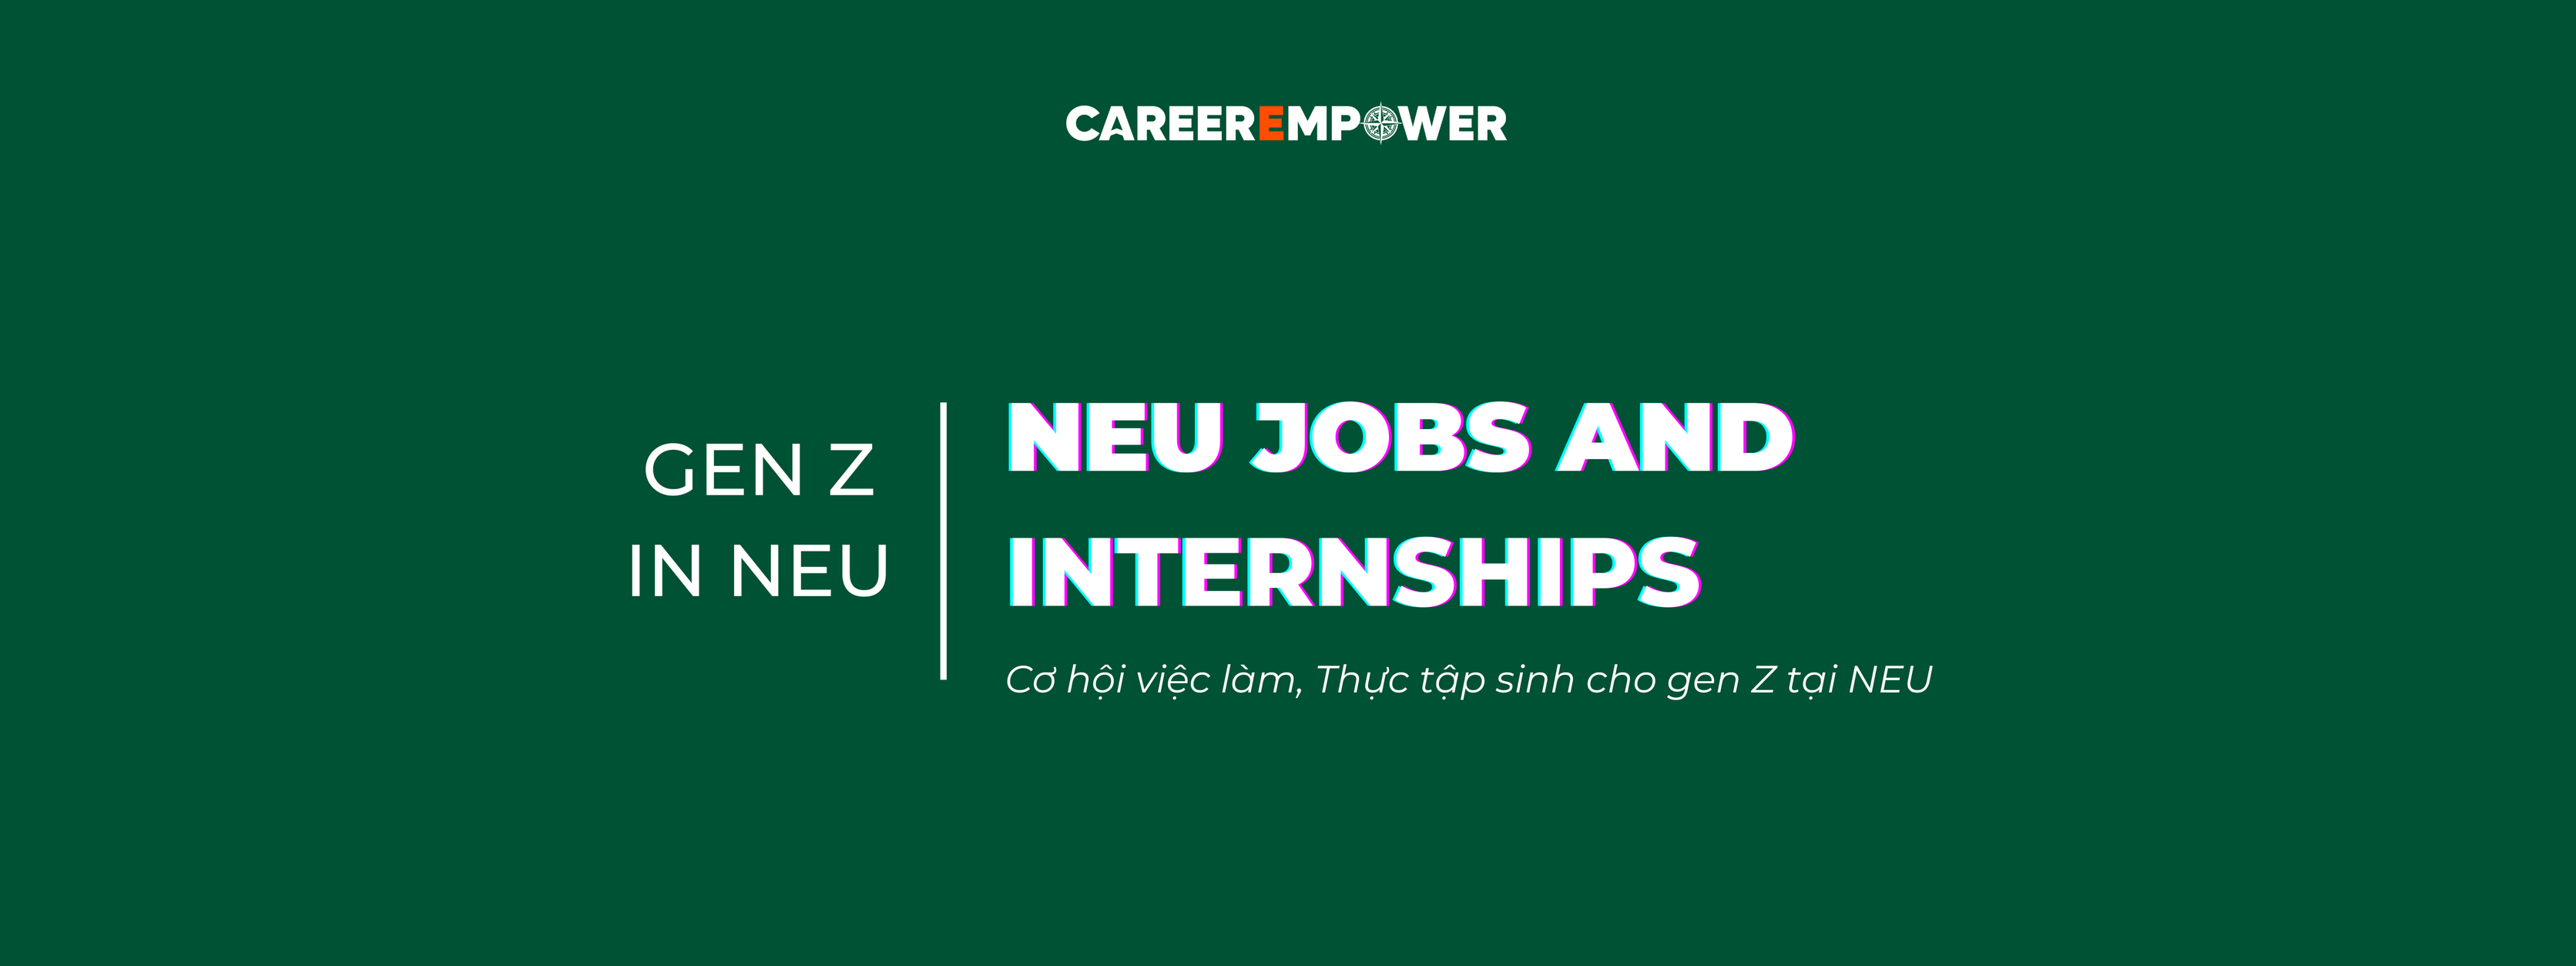 CAREEREMPOWER
GEN Z
IN NEU
NEU JOBS AND
INTERNSHIPS
Cơ hội việc làm, Thực tập sinh cho gen Z tại NEU